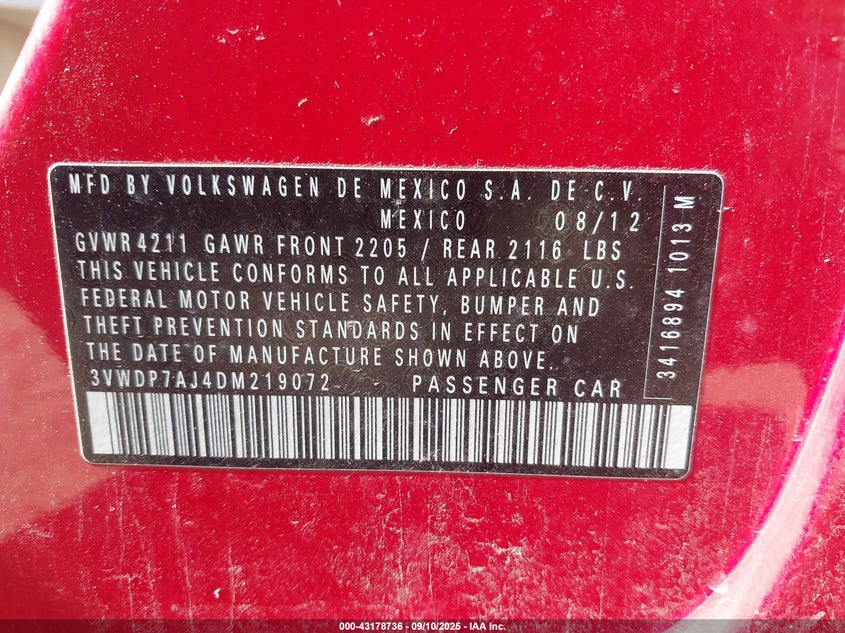 MFD BY VOLKSWAGEN DE MEXICO S.A. DE C.V.
MEXICO 08/12
GVWR 4211 GAWR FRONT 2205 / REAR 2116 LBS
THIS VEHICLE CONFORMS TO ALL APPLICABLE U.S.
FEDERAL MOTOR VEHICLE SAFETY, BUMPER AND
THEFT PREVENTION STANDARDS IN EFFECT ON
THE DATE OF MANUFACTURE SHOWN ABOVE.
3VWDP7AJ4DM219072 PASSENGER CAR
3416894 1013 M
000-43178736 - 09/10/2025 - IAA Inc.